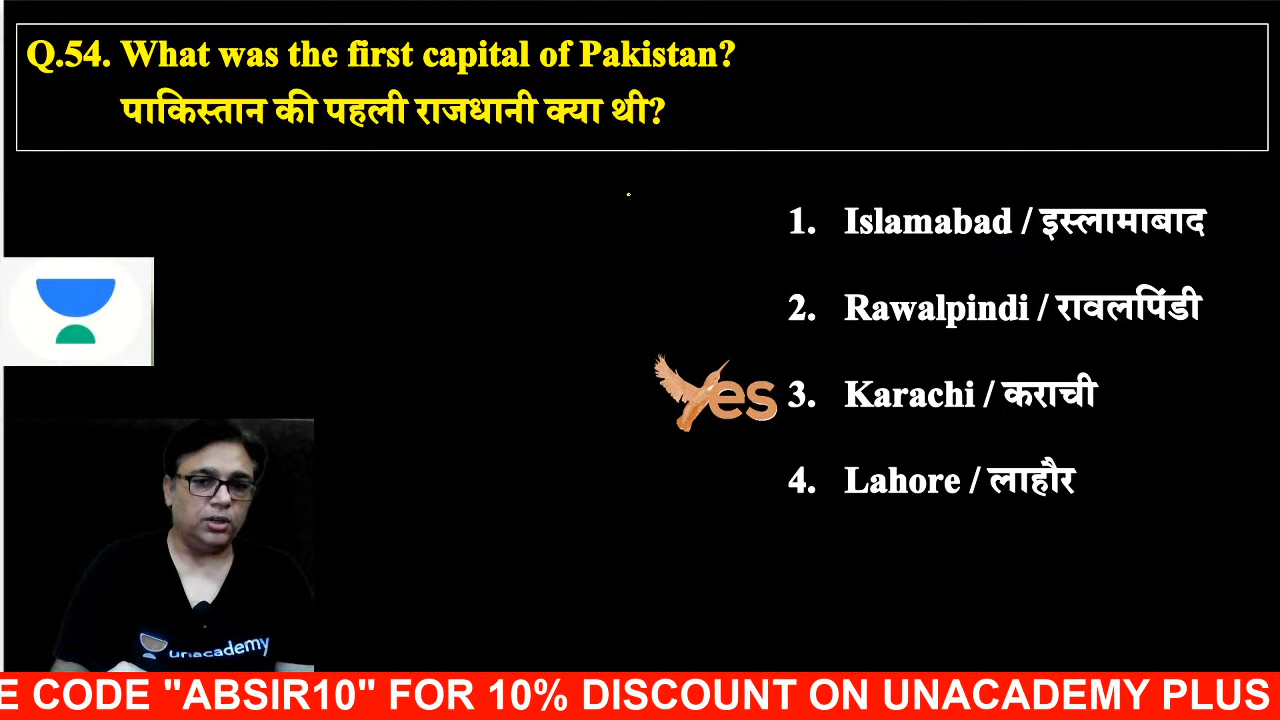 Q.54. What was the first capital of Pakistan?
पाकिस्तान की पहली राजधानी क्या थी?
1. Islamabad / इस्लामाबाद
2. Rawalpindi / रावलपिंडी
Yes
3. Karachi / कराची
4. Lahore / लाहौर
unacademy
E CODE "ABSIR10" FOR 10% DISCOUNT ON UNACADEMY PLUS